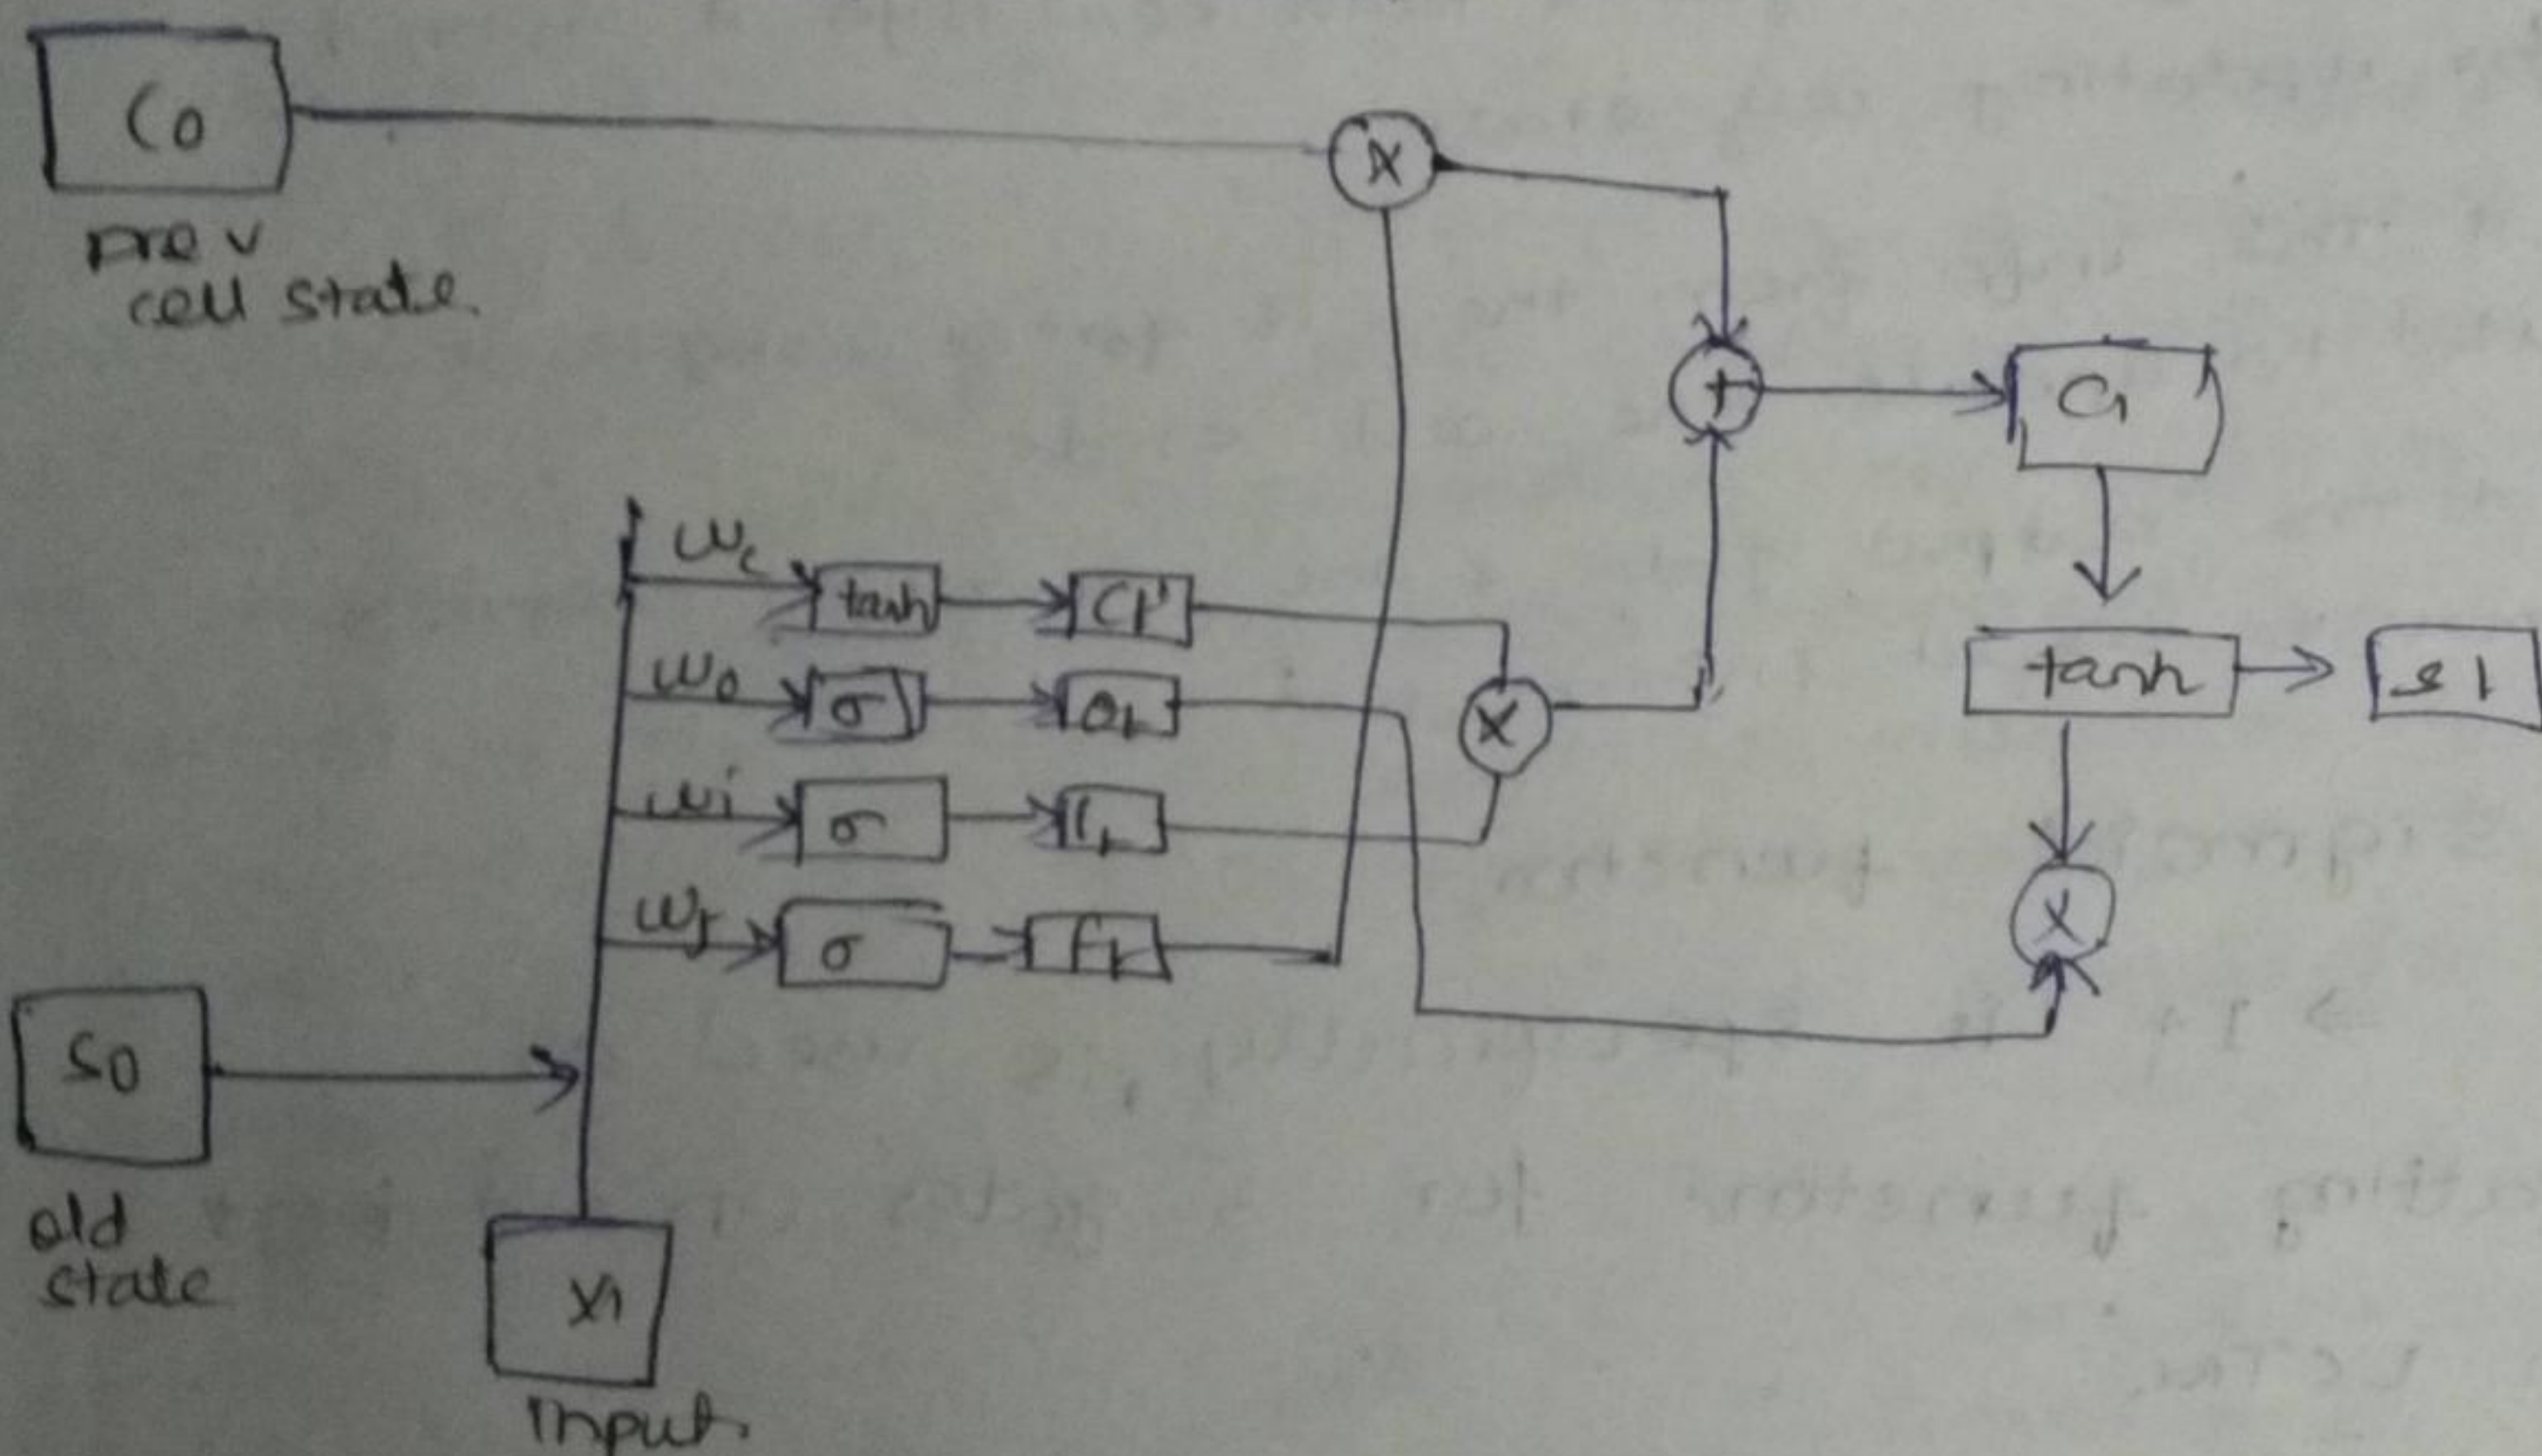 C0
X
prev
cell state.
+
C1
Wc
tanh
C1'
W0
σ
O1
X
tanh
S1
Wi
σ
I1
X
Wf
σ
F1
S0
old
state
X1
Input.